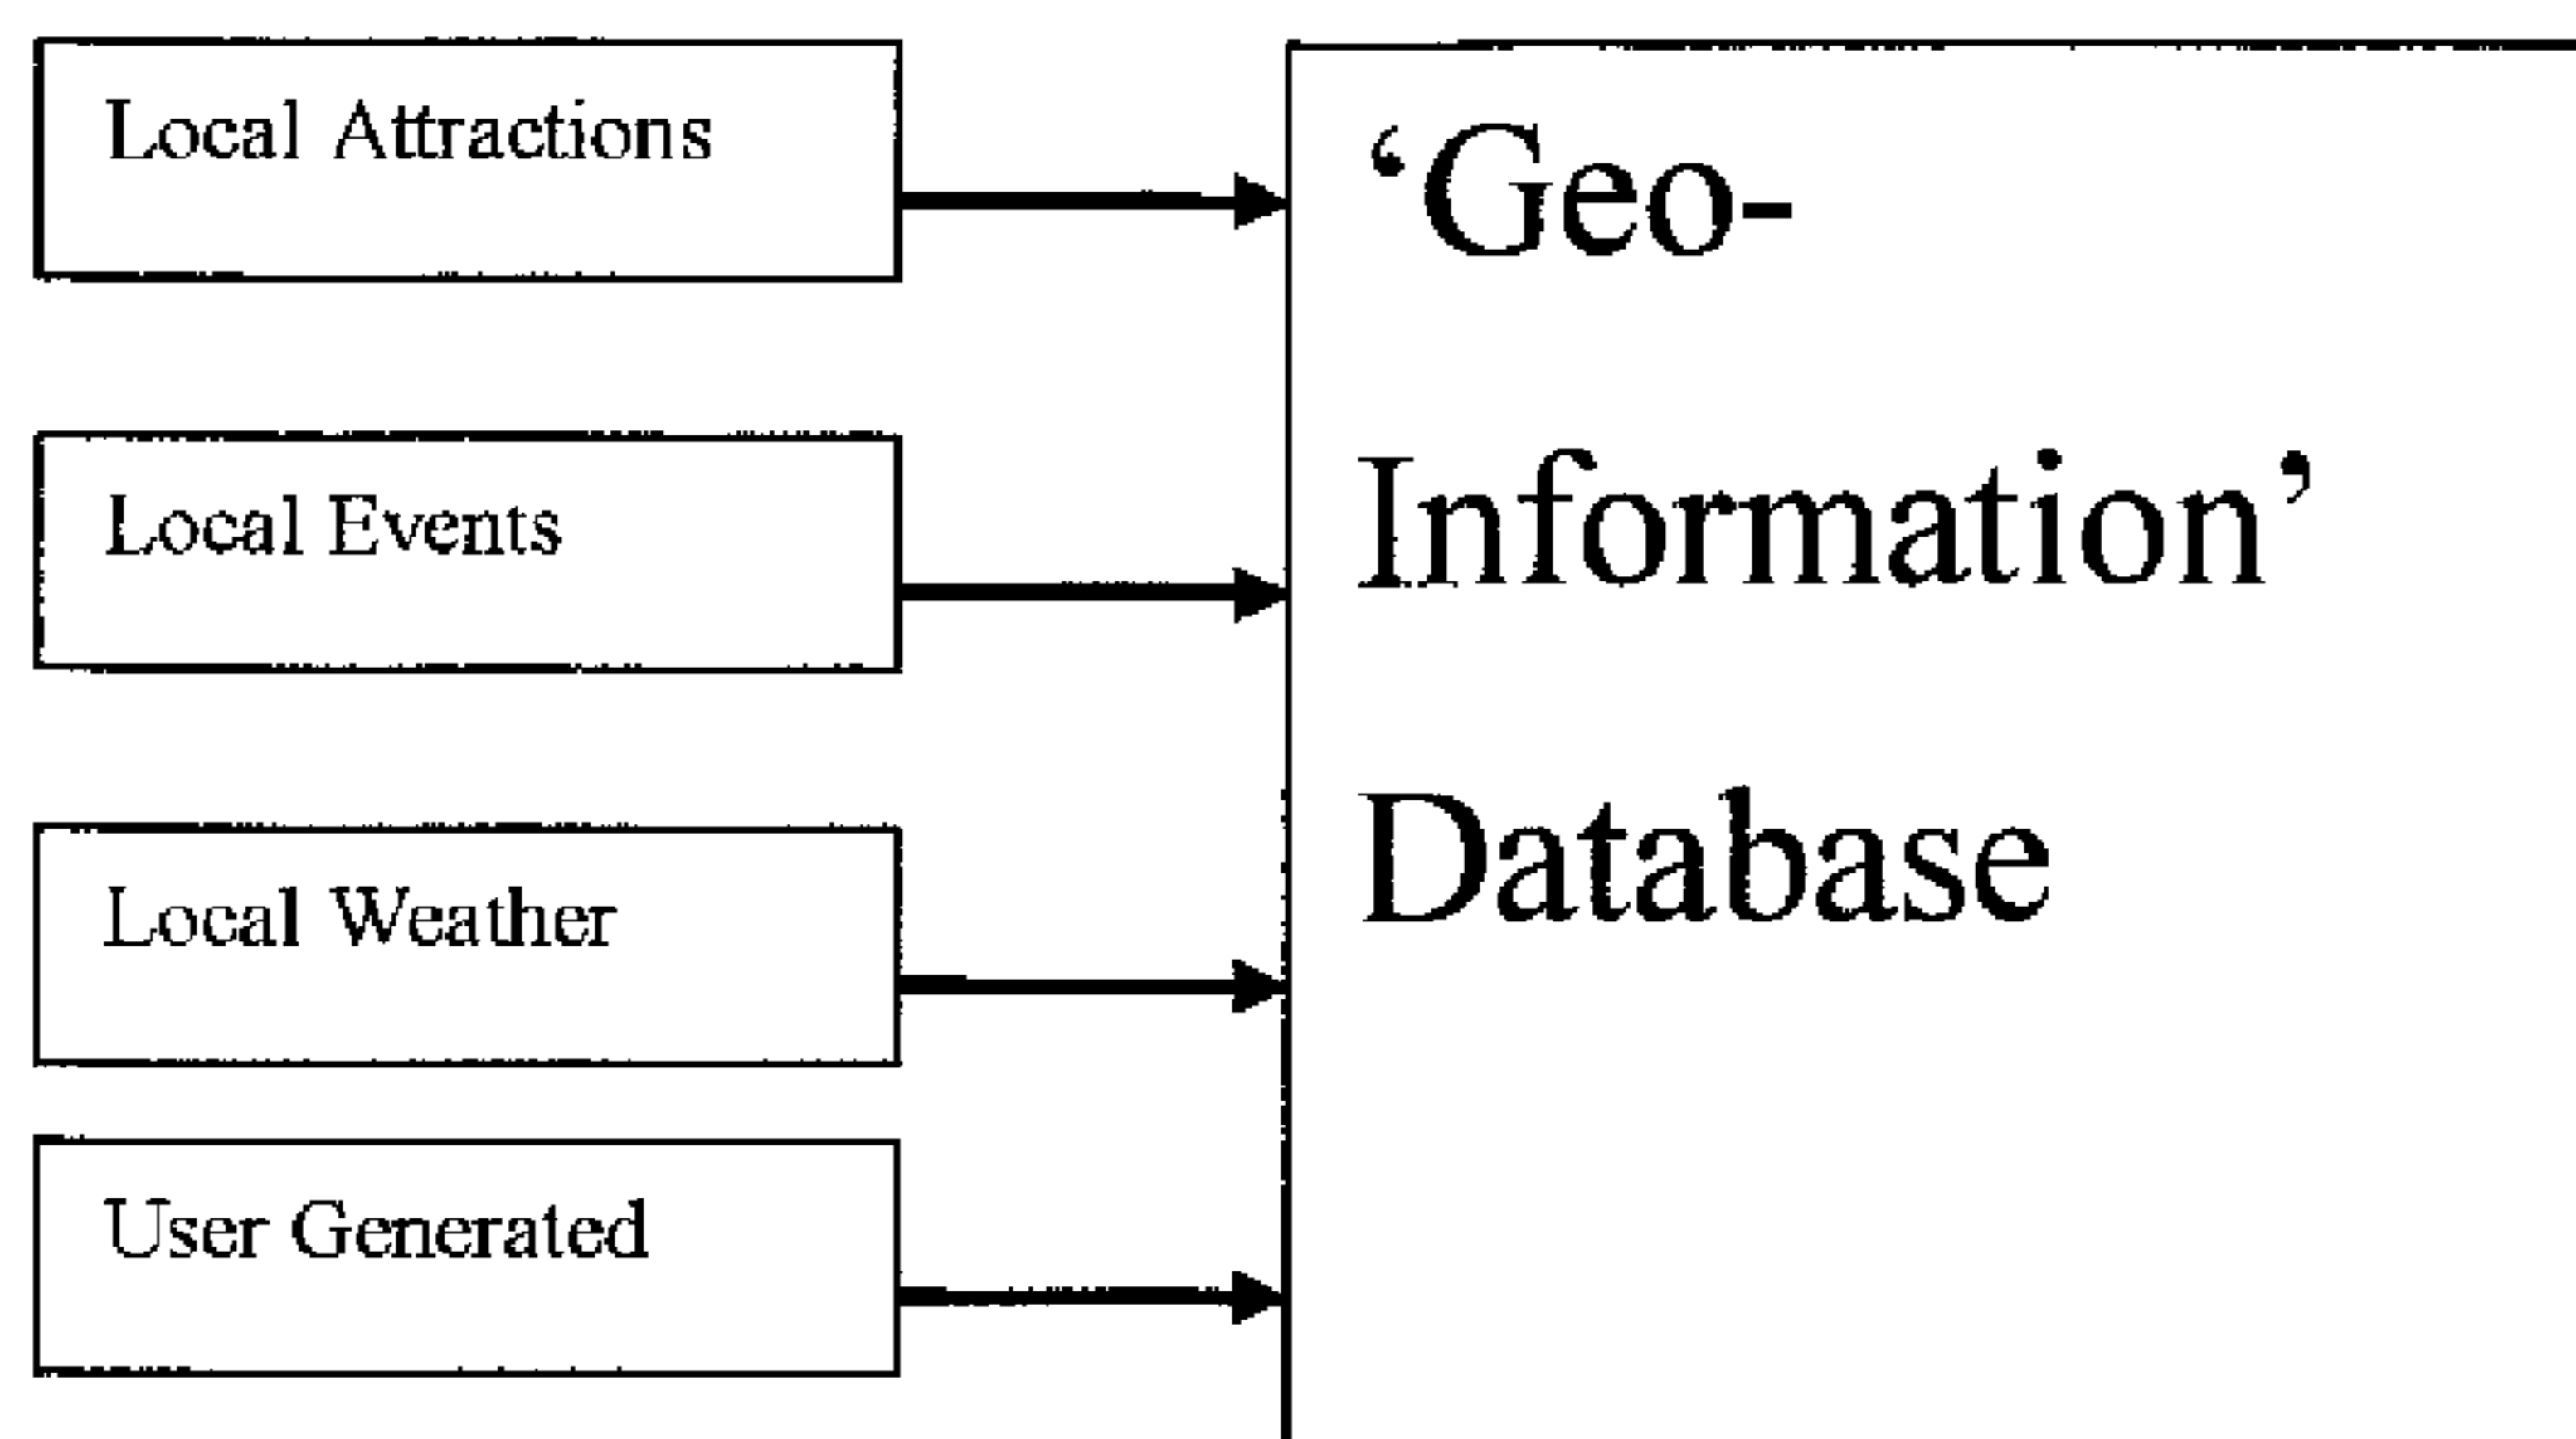 Local Attractions
Local Events
Local Weather
User Generated
‘Geo-
Information’
Database